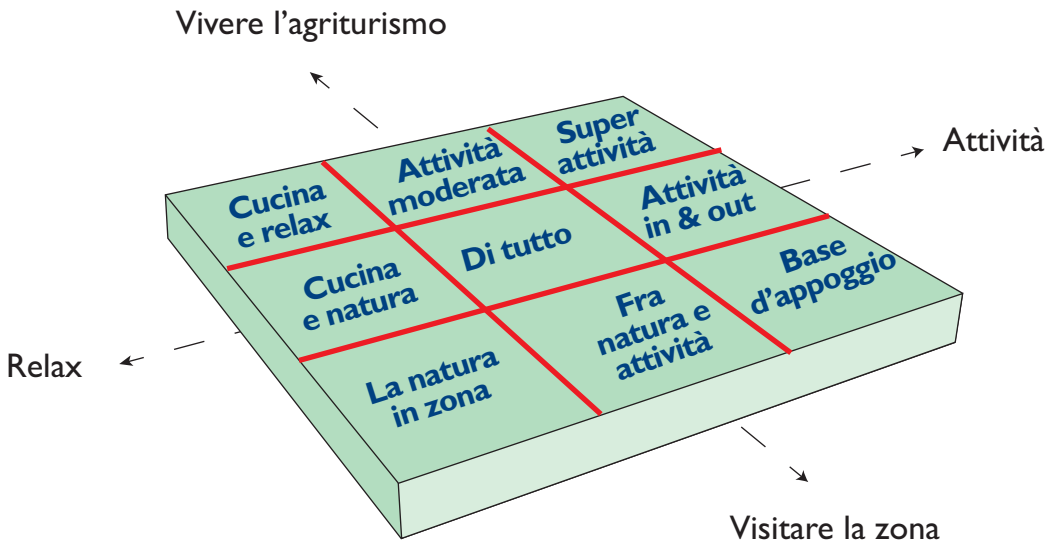 Vivere l'agriturismo
Attività
Super
attività
Attività
moderata
Cucina
e relax
Attività
in & out
Di tutto
Cucina
e natura
Base
d'appoggio
Fra
natura e
attività
La natura
in zona
Relax
Visitare la zona